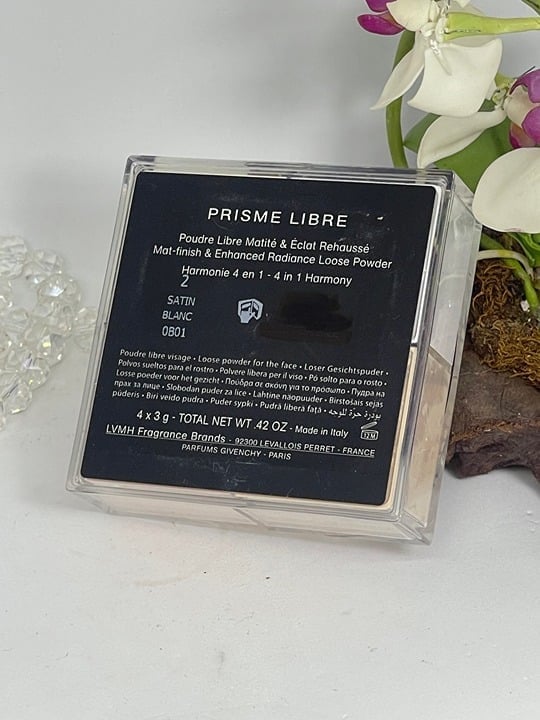 PRISME LIBRE
Poudre Libre Matité & Éclat Rehaussé
Mat-finish & Enhanced Radiance Loose Powder
Harmonie 4 en 1 - 4 in 1 Harmony
2
SATIN
BLANC
0B01
Poudre libre visage • Loose powder for the face • Loser Gesichtspuder •
Polvos sueltos para el rostro • Polvere libera per il viso • Pó solto para o rosto •
Losse poeder voor het gezicht • Πούδρα σε σκόνη για το πρόσωπο • Пудра на
прах за лице • Slobodan puder za lice • Lahtine näopuuder • Birstošais sejas
pūderis • Biri veido pudra • Puder sypki • Pudră liberă față • بودرة حرّة للوجه
4 x 3 g - TOTAL NET WT .42 OZ - Made in Italy
12 M
LVMH Fragrance Brands - 92300 LEVALLOIS PERRET - FRANCE
PARFUMS GIVENCHY - PARIS